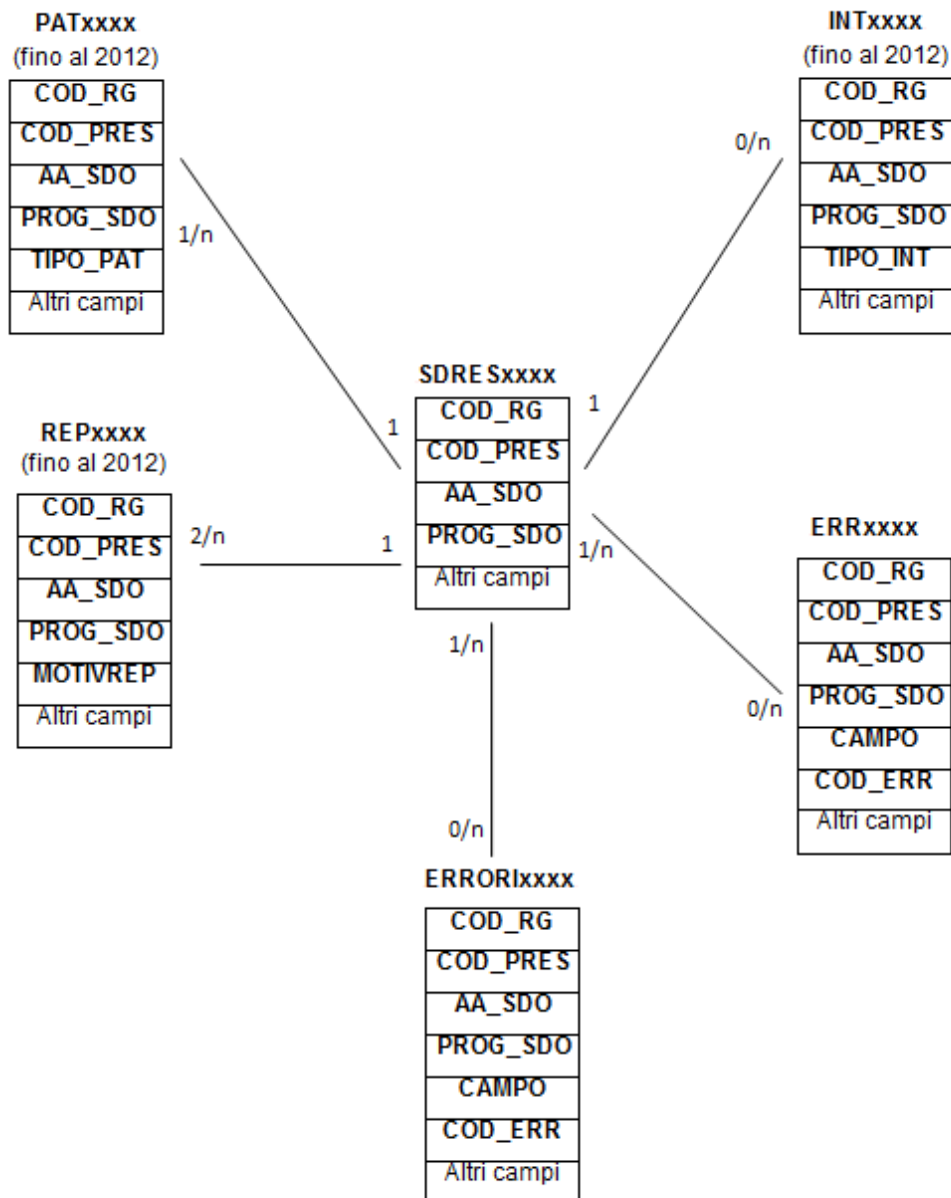 PATxxxx
(fino al 2012)
COD_RG
COD_PRES
AA_SDO
PROG_SDO
TIPO_PAT
Altri campi
1/n
INTxxxx
(fino al 2012)
COD_RG
COD_PRES
AA_SDO
PROG_SDO
TIPO_INT
Altri campi
0/n
SDRESxxxx
COD_RG
COD_PRES
AA_SDO
PROG_SDO
Altri campi
1
1
1
1/n
1/n
REPxxxx
(fino al 2012)
COD_RG
COD_PRES
AA_SDO
PROG_SDO
MOTIVREP
Altri campi
2/n
ERRxxxx
COD_RG
COD_PRES
AA_SDO
PROG_SDO
CAMPO
COD_ERR
Altri campi
0/n
0/n
ERRORIxxxx
COD_RG
COD_PRES
AA_SDO
PROG_SDO
CAMPO
COD_ERR
Altri campi